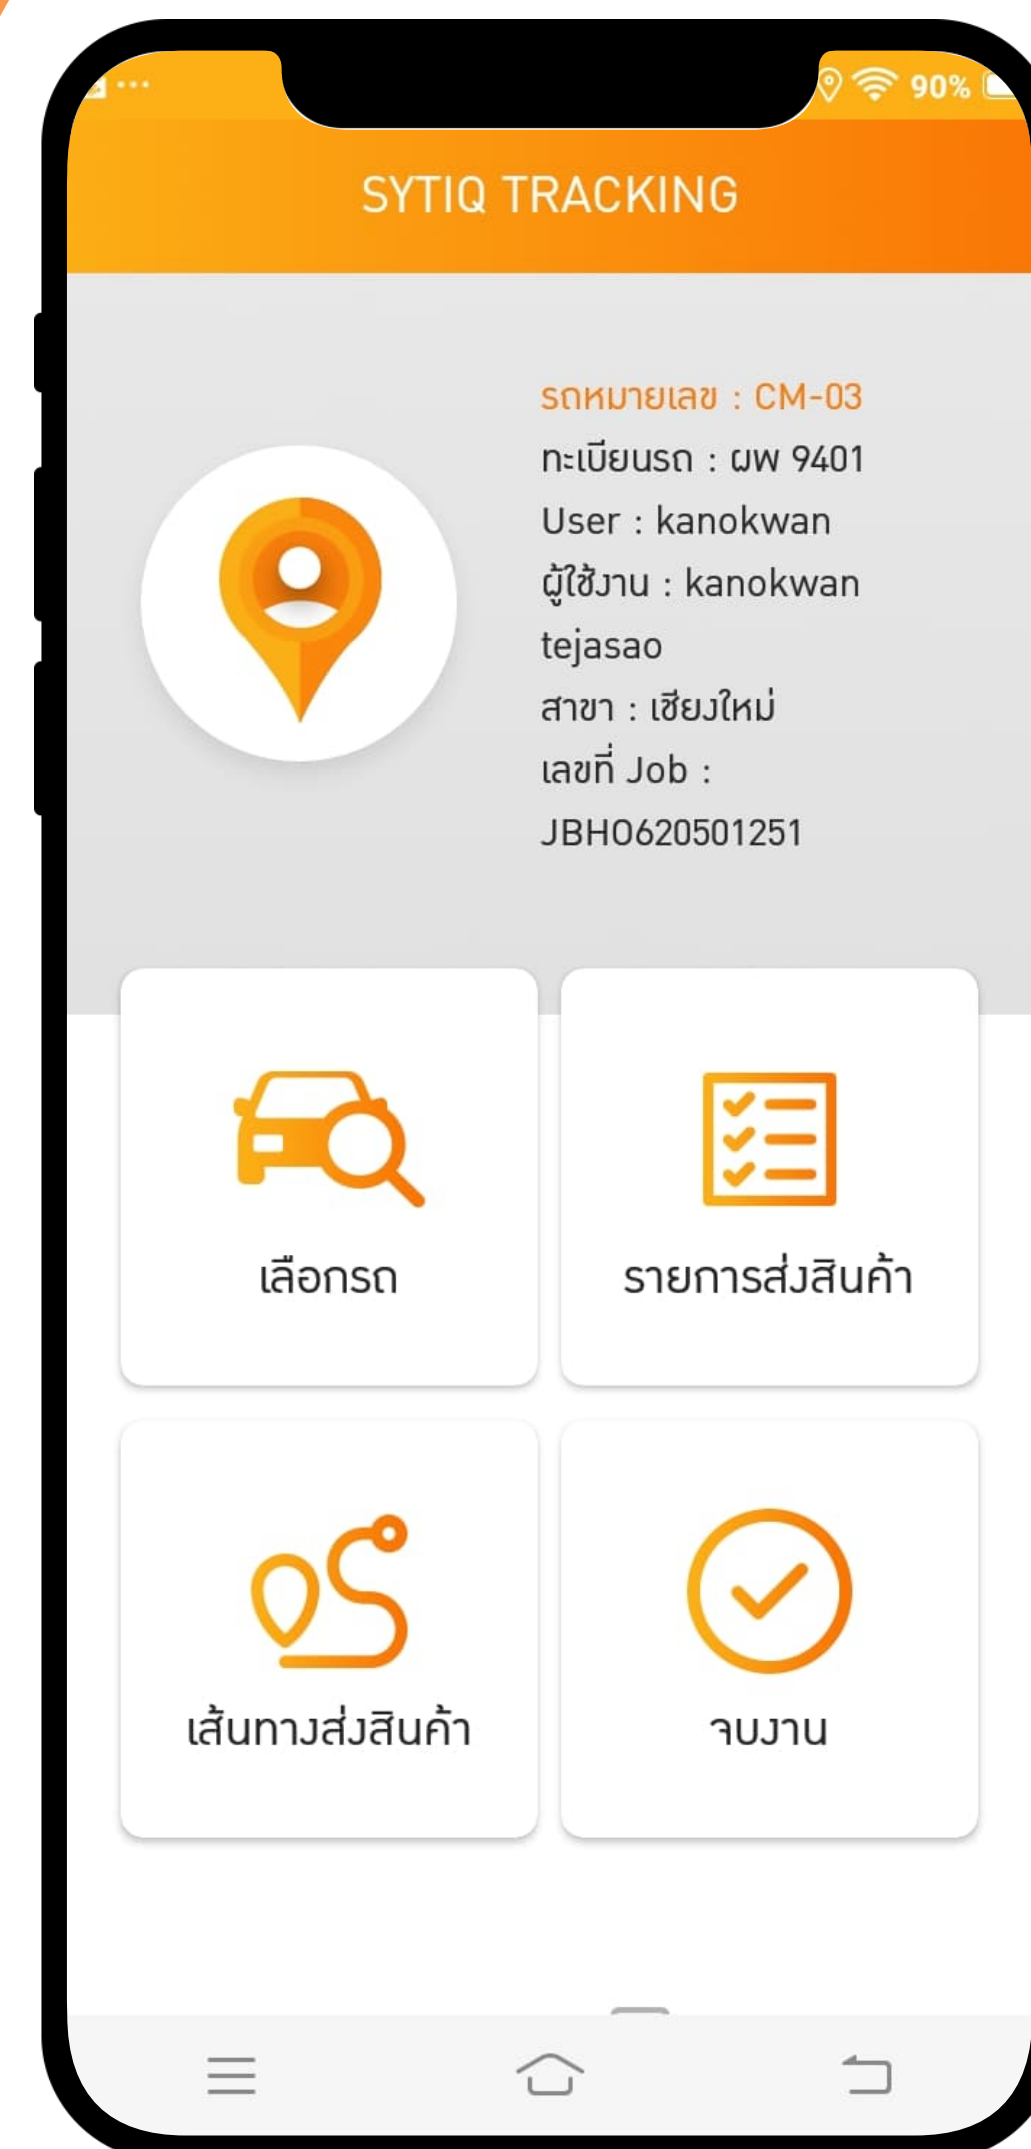 90%
SYTIQ TRACKING
รถหมายเลข : CM-03
ทะเบียนรถ : ผพ 9401
User : kanokwan
ผู้ใช้งาน : kanokwan
tejasao
สาขา : เชียงใหม่
เลขที่ Job :
JBHO620501251
เลือกรถ
รายการส่งสินค้า
เส้นทางส่งสินค้า
จบงาน